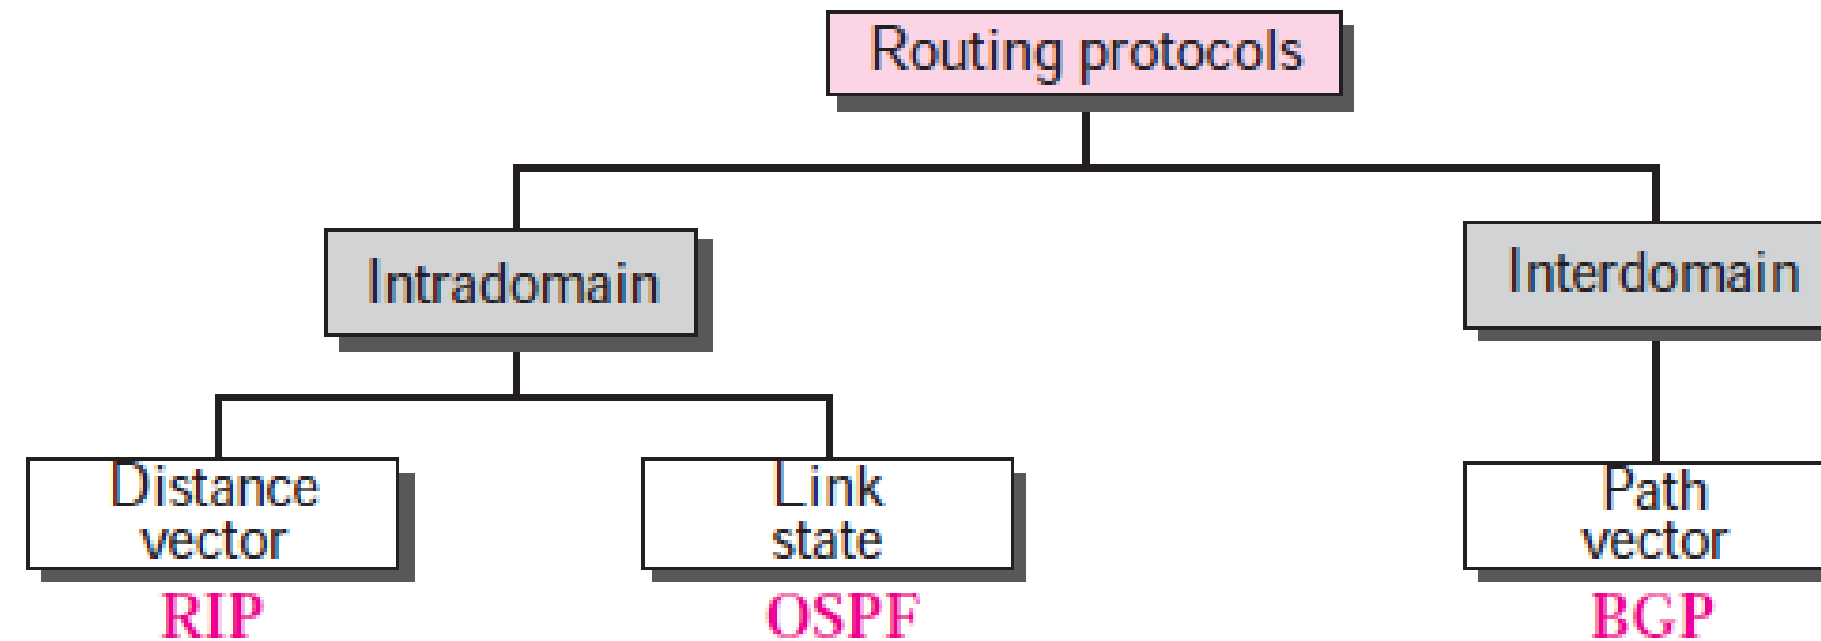 Routing protocols
Intradomain
Interdomain
Distance
vector
Link
state
Path
vector
RIP
OSPF
BGP